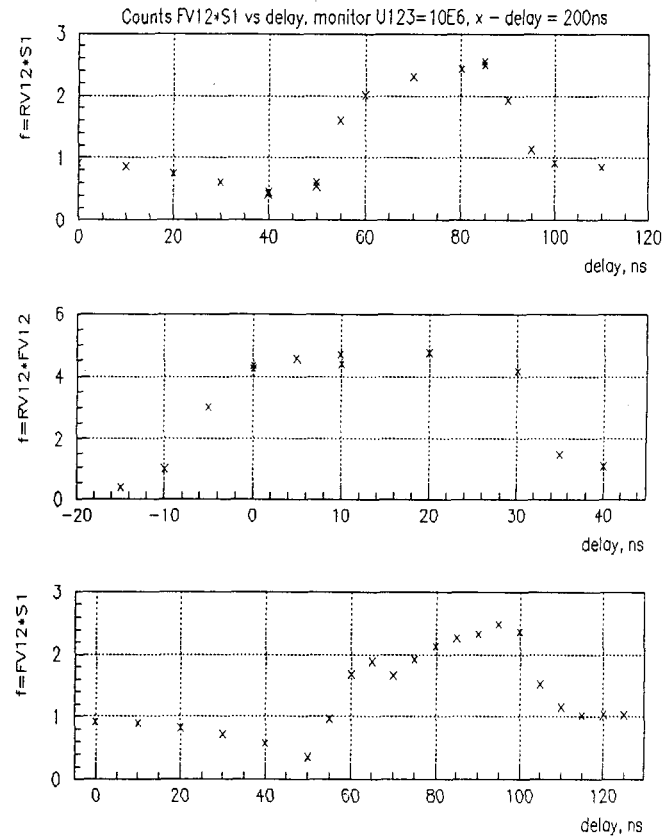 Counts FV12*S1 vs delay, monitor U123=10E6, x - delay = 200ns
f=RV12*S1
3
2
1
0
0 20 40 60 80 100 120
delay, ns
f=RV12*FV12
6
4
2
0
-20 -10 0 10 20 30 40
delay, ns
f=FV12*S1
3
2
1
0
0 20 40 60 80 100 120
delay, ns